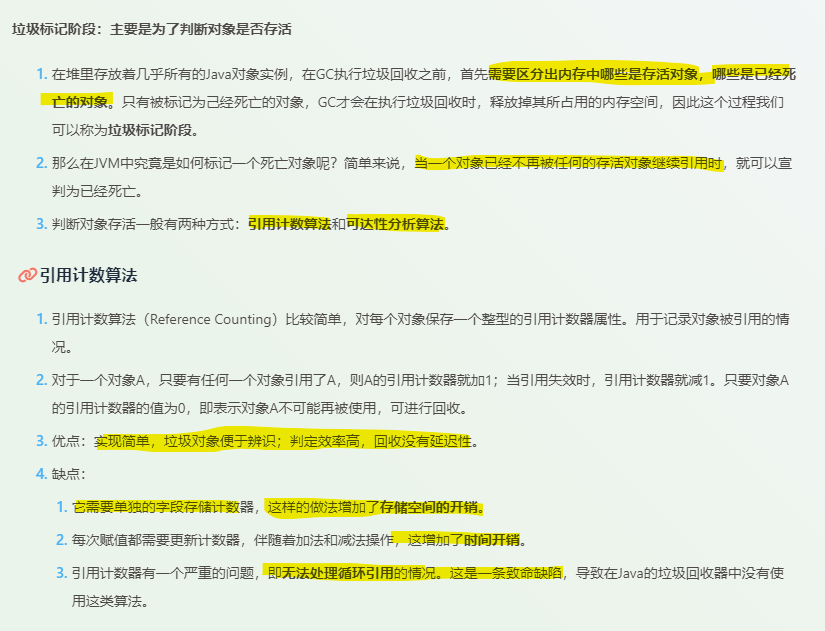 垃圾标记阶段：主要是为了判断对象是否存活
1. 在堆里存放着几乎所有的Java对象实例，在GC执行垃圾回收之前，首先需要区分出内存中哪些是存活对象，哪些是已经死
亡的对象。只有被标记为己经死亡的对象，GC才会在执行垃圾回收时，释放掉其所占用的内存空间，因此这个过程我们
可以称为垃圾标记阶段。
2. 那么在JVM中究竟是如何标记一个死亡对象呢？简单来说，当一个对象已经不再被任何的存活对象继续引用时，就可以宣
判为已经死亡。
3. 判断对象存活一般有两种方式：引用计数算法和可达性分析算法。
引用计数算法
1. 引用计数算法（Reference Counting）比较简单，对每个对象保存一个整型的引用计数器属性。用于记录对象被引用的情
况。
2. 对于一个对象A，只要有任何一个对象引用了A，则A的引用计数器就加1；当引用失效时，引用计数器就减1。只要对象A
的引用计数器的值为0，即表示对象A不可能再被使用，可进行回收。
3. 优点：实现简单，垃圾对象便于辨识；判定效率高，回收没有延迟性。
4. 缺点：
1. 它需要单独的字段存储计数器，这样的做法增加了存储空间的开销。
2. 每次赋值都需要更新计数器，伴随着加法和减法操作，这增加了时间开销。
3. 引用计数器有一个严重的问题，即无法处理循环引用的情况。这是一条致命缺陷，导致在Java的垃圾回收器中没有使
用这类算法。